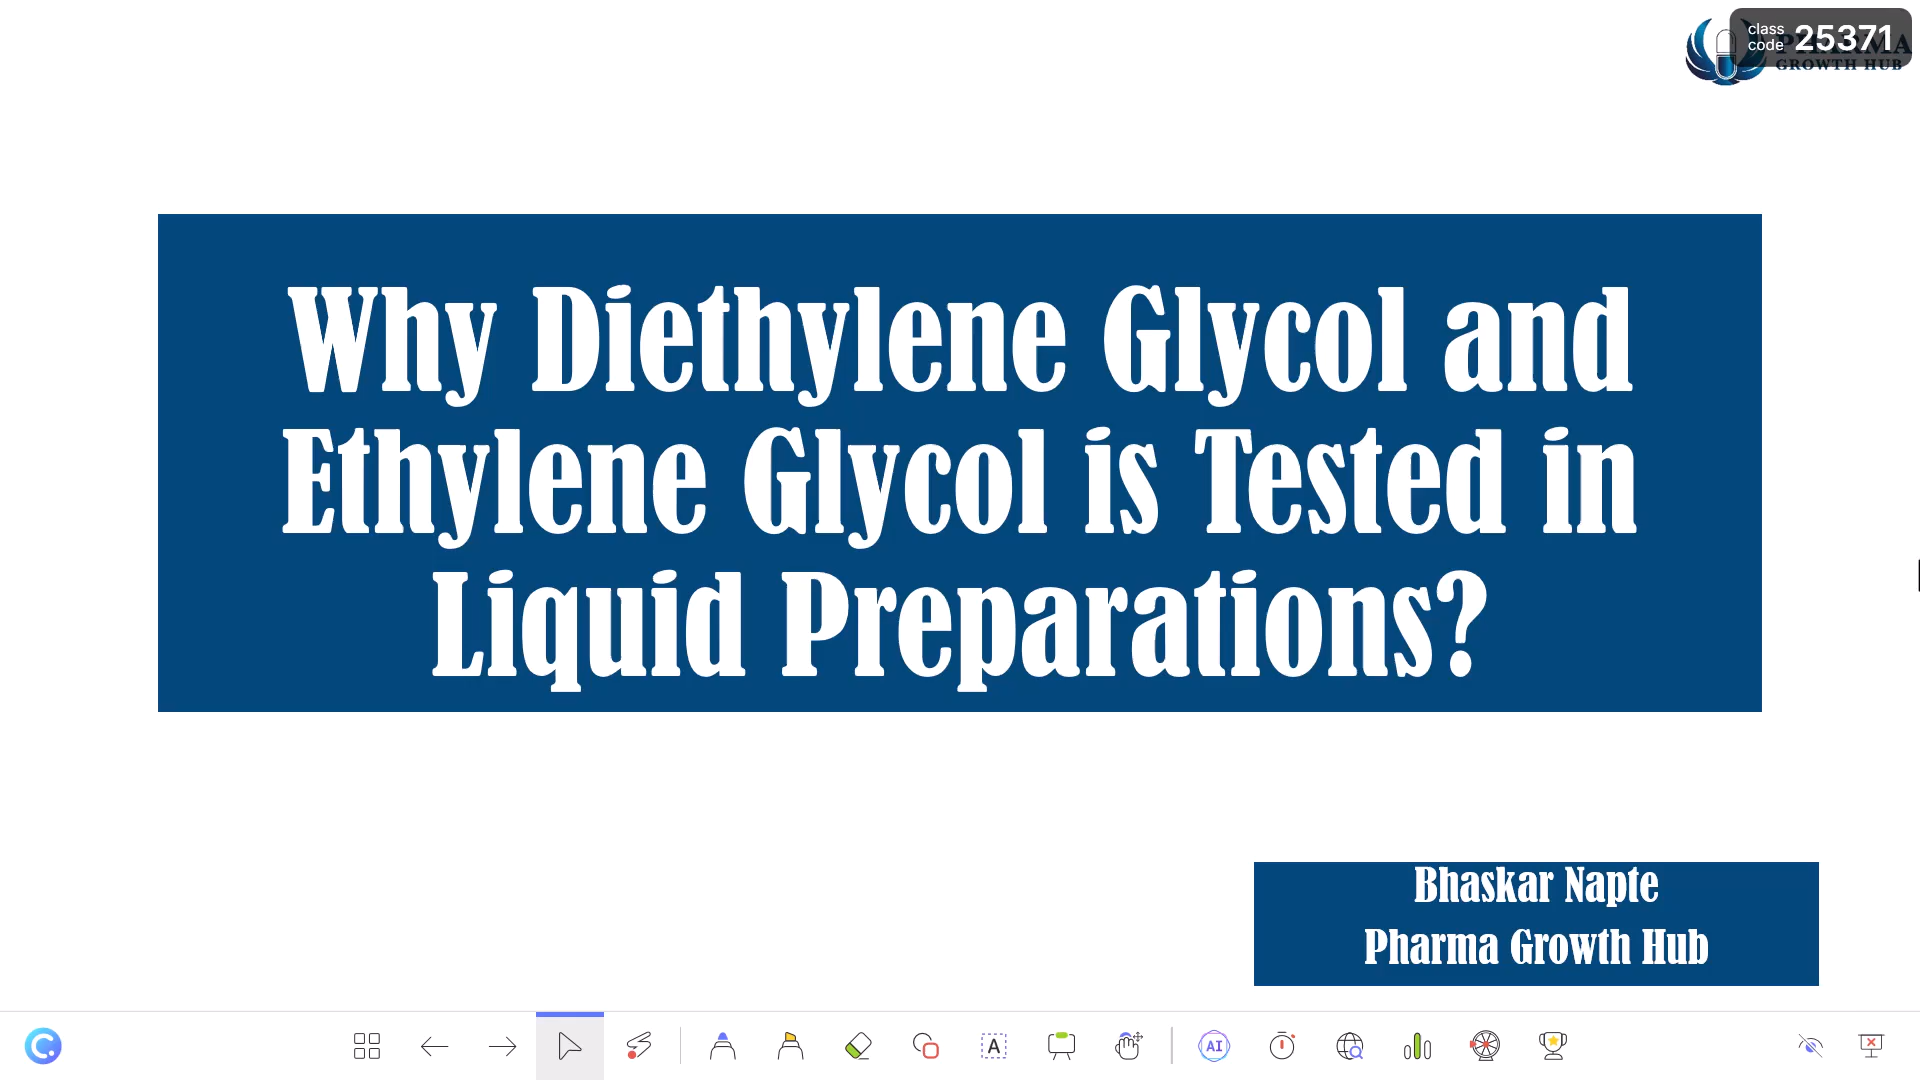 class
code 25371
GROWTH HUB
Why Diethylene Glycol and
Ethylene Glycol is Tested in
Liquid Preparations?
Bhaskar Napte
Pharma Growth Hub
A
AI